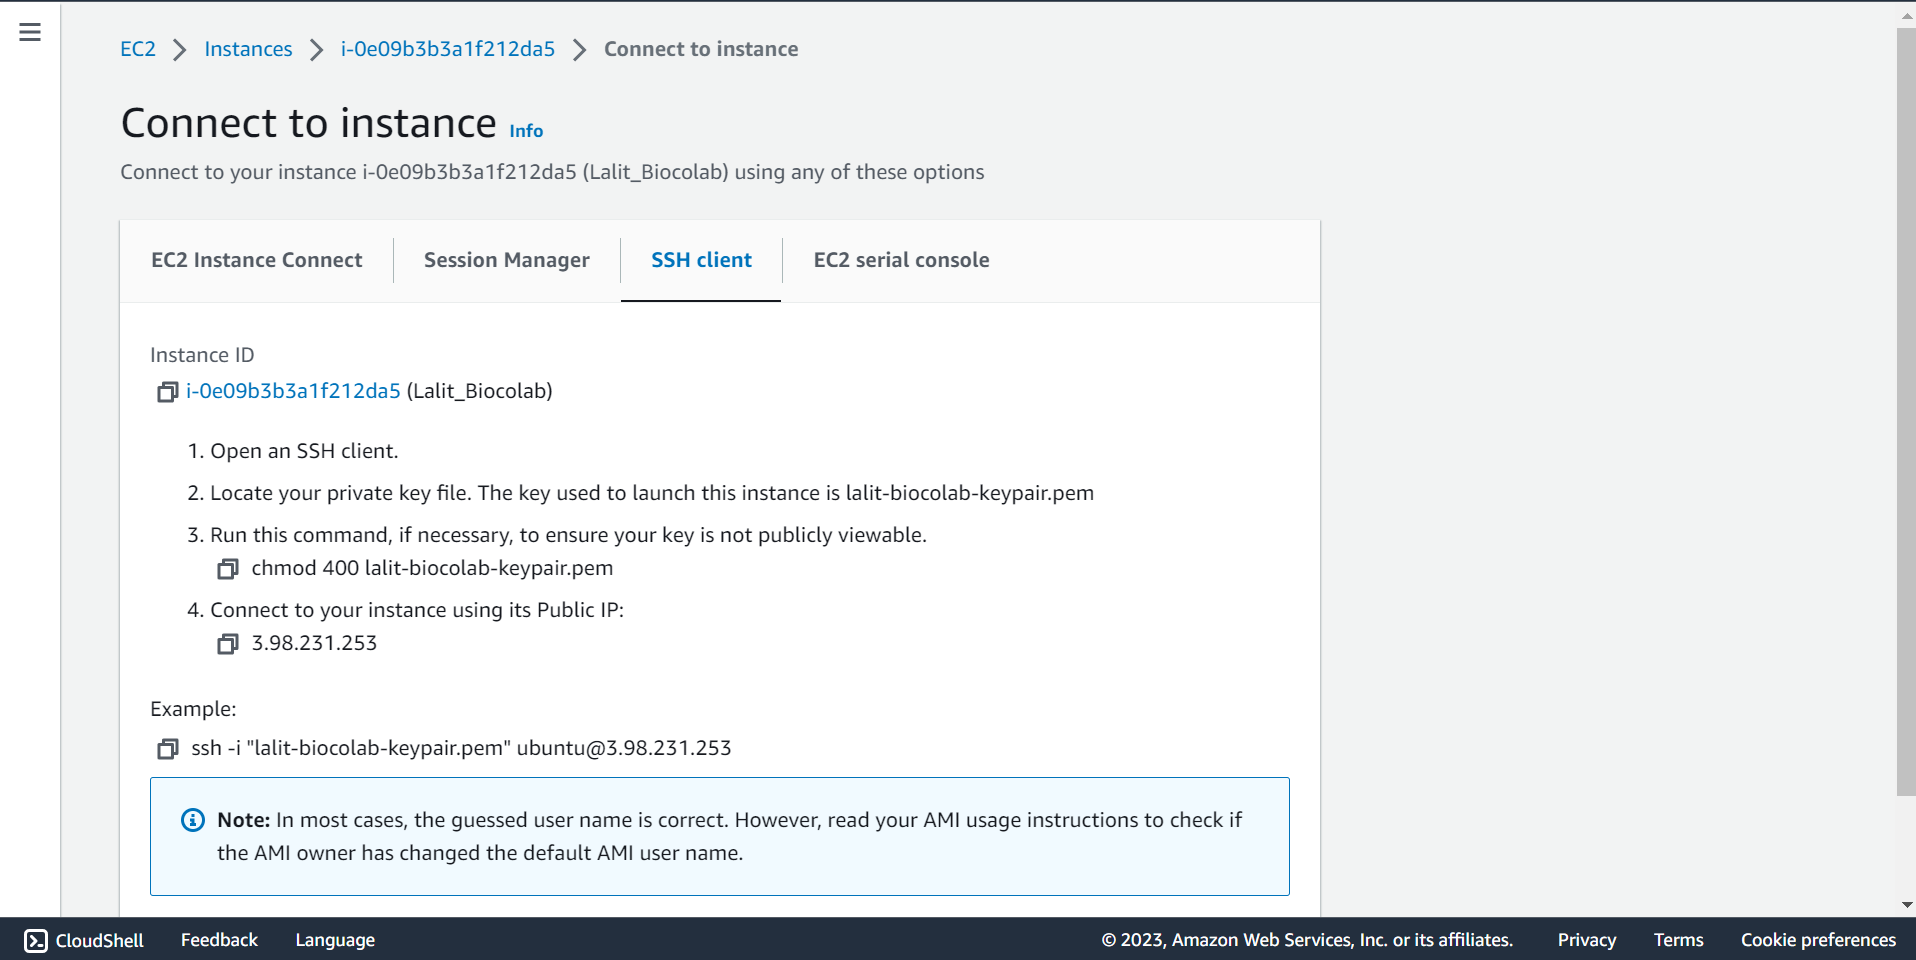 EC2 > Instances > i-0e09b3b3a1f212da5 > Connect to instance
Connect to instance Info
Connect to your instance i-0e09b3b3a1f212da5 (Lalit_Biocolab) using any of these options
EC2 Instance Connect Session Manager SSH client EC2 serial console
Instance ID
i-0e09b3b3a1f212da5 (Lalit_Biocolab)
1. Open an SSH client.
2. Locate your private key file. The key used to launch this instance is lalit-biocolab-keypair.pem
3. Run this command, if necessary, to ensure your key is not publicly viewable.
chmod 400 lalit-biocolab-keypair.pem
4. Connect to your instance using its Public IP:
3.98.231.253
Example:
ssh -i "lalit-biocolab-keypair.pem" ubuntu@3.98.231.253
Note: In most cases, the guessed user name is correct. However, read your AMI usage instructions to check if
the AMI owner has changed the default AMI user name.
CloudShell Feedback Language © 2023, Amazon Web Services, Inc. or its affiliates. Privacy Terms Cookie preferences